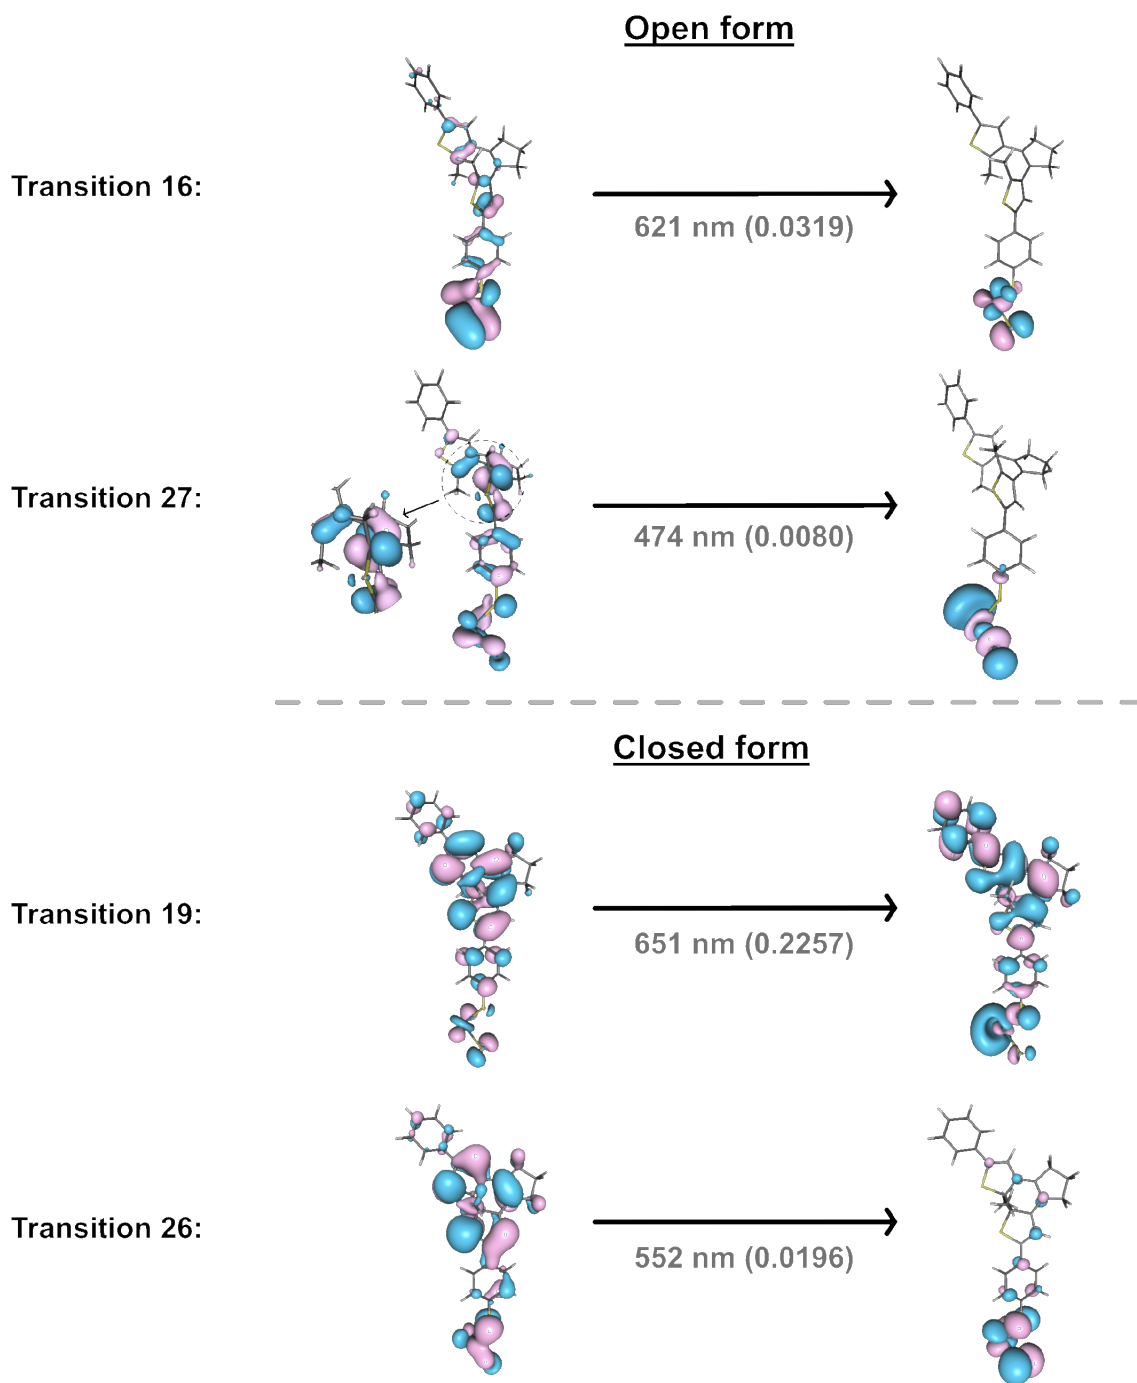 Open form
Transition 16:
621 nm (0.0319)
Transition 27:
474 nm (0.0080)
Closed form
Transition 19:
651 nm (0.2257)
Transition 26:
552 nm (0.0196)